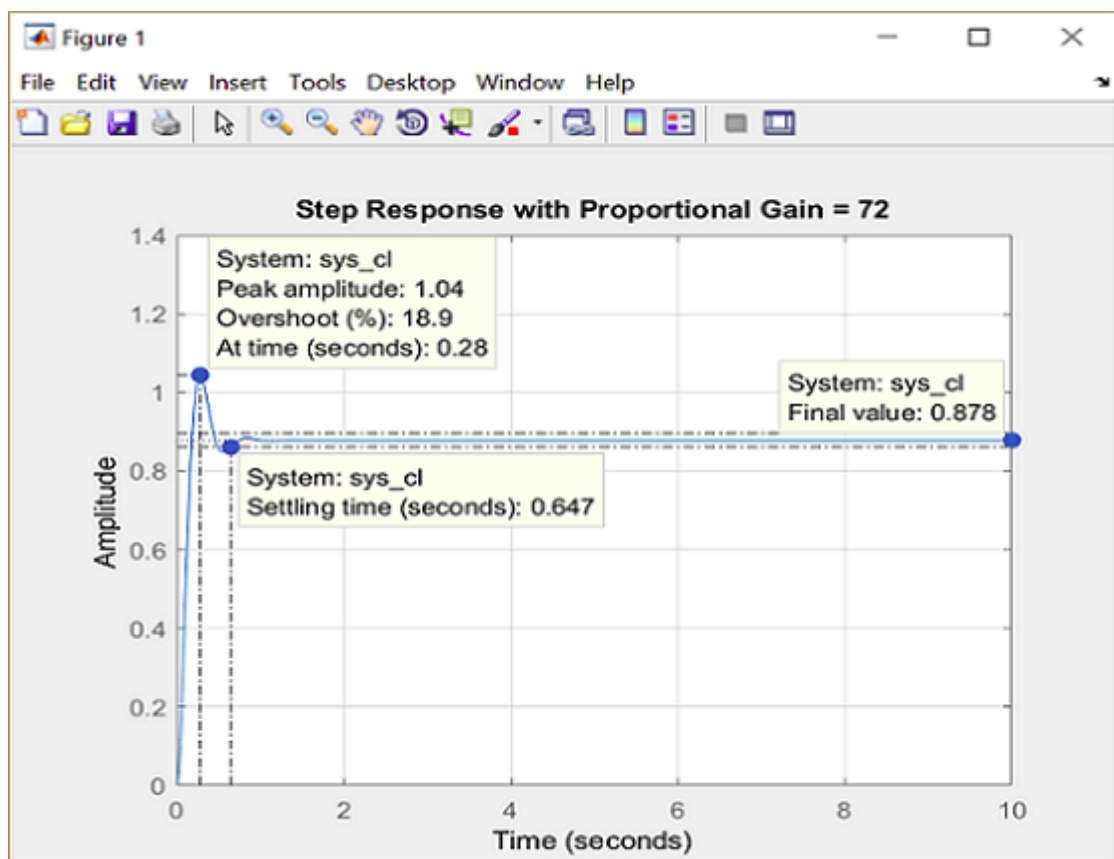 Figure 1
File Edit View Insert Tools Desktop Window Help
Step Response with Proportional Gain = 72
1.4
System: sys_cl
Peak amplitude: 1.04
Overshoot (%): 18.9
At time (seconds): 0.28
1.2
1
System: sys_cl
Final value: 0.878
0.8
System: sys_cl
Settling time (seconds): 0.647
Amplitude
0.6
0.4
0.2
0
0 2 4 6 8 10
Time (seconds)